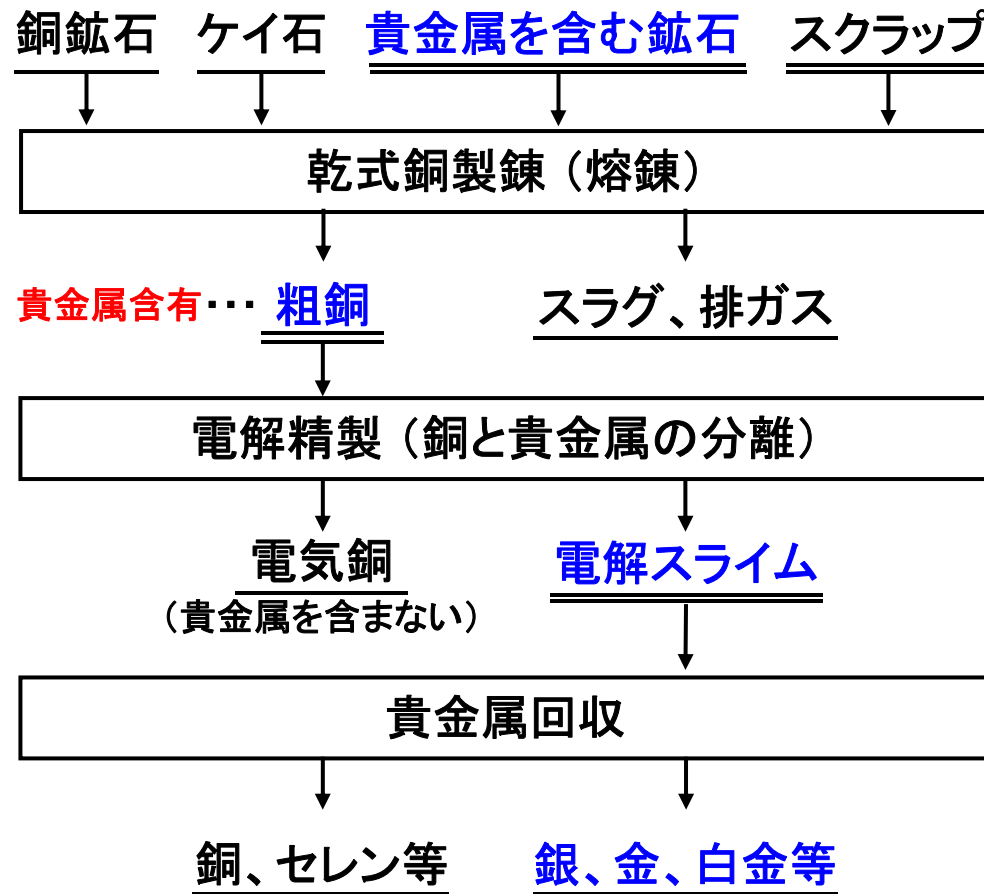 銅鉱石 ケイ石 貴金属を含む鉱石 スクラップ
乾式銅製錬（熔錬）
貴金属含有・・・ 粗銅 スラグ、排ガス
電解精製（銅と貴金属の分離）
電気銅 電解スライム
（貴金属を含まない）
貴金属回収
銅、セレン等 銀、金、白金等